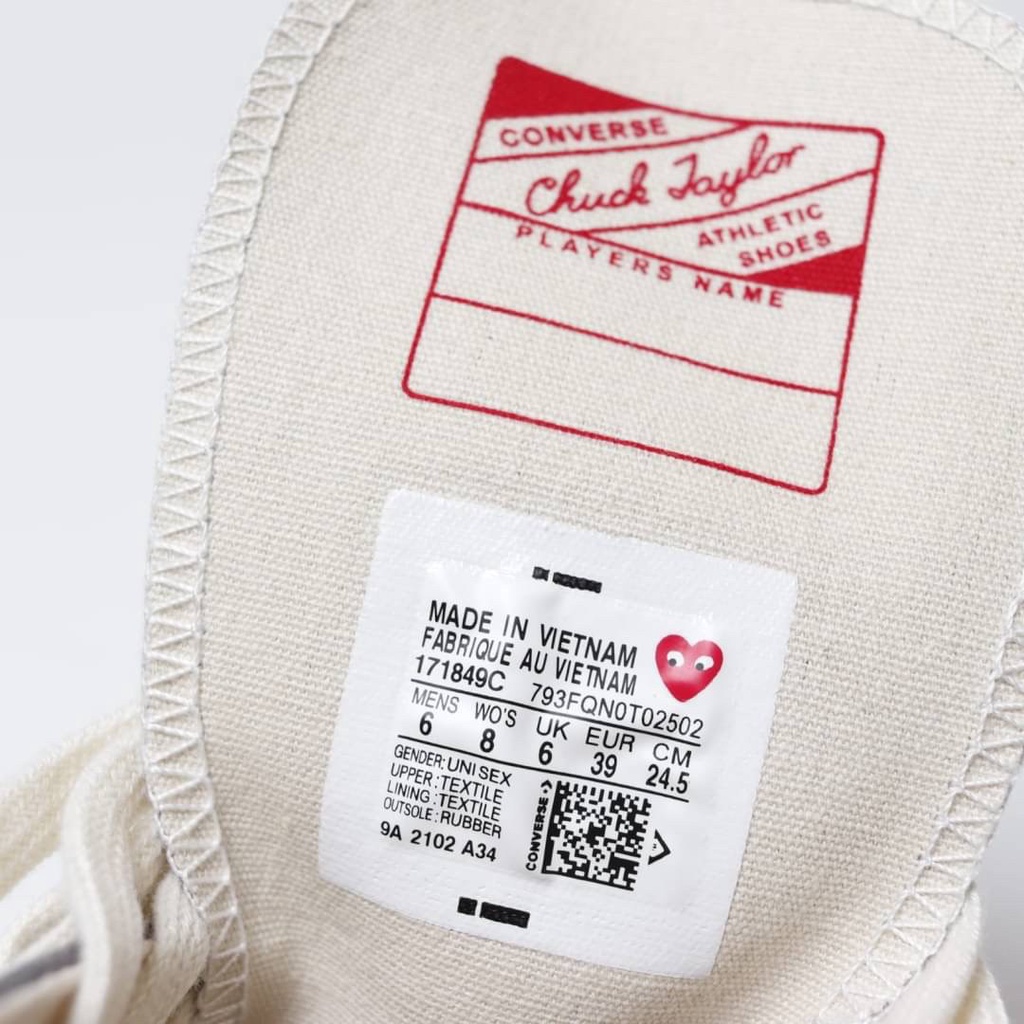 CONVERSE
Chuck Taylor
ATHLETIC
SHOES
PLAYERS NAME
MADE IN VIETNAM
FABRIQUE AU VIETNAM
171849C 793FQN0T02502
MENS WO'S UK EUR CM
6 8 6 39 24.5
GENDER: UNISEX
UPPER: TEXTILE
LINING: TEXTILE
OUTSOLE: RUBBER
9A 2102 A34
CONVERSE